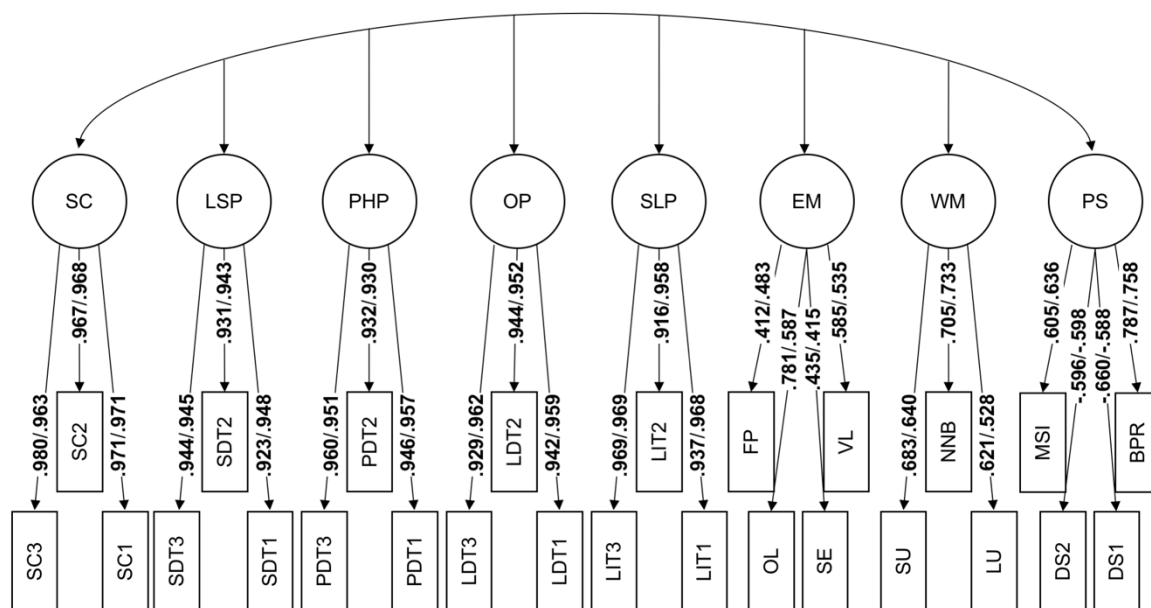 SC
LSP
PHP
OP
SLP
EM
WM
PS
.980/.963
.967/.968
.971/.971
.944/.945
.931/.943
.923/.948
.960/.951
.932/.930
.946/.957
.929/.962
.944/.952
.942/.959
.969/.969
.916/.958
.937/.968
.412/.483
.781/.587
.435/.415
.585/.535
.683/.640
.705/.733
.621/.528
.605/.636
-.596/-.598
-.660/-.588
.787/.758
SC2
SDT2
PDT2
LDT2
LIT2
FP
VL
NNB
MSI
BPR
SC3
SC1
SDT3
SDT1
PDT3
PDT1
LDT3
LDT1
LIT3
LIT1
OL
SE
SU
LU
DS2
DS1